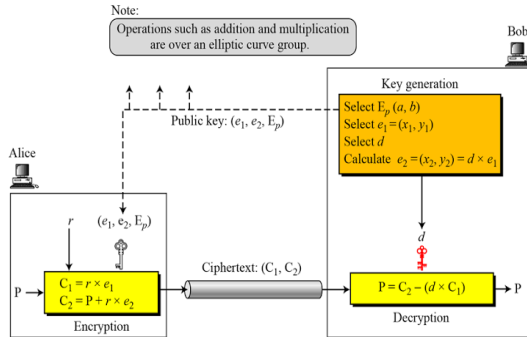 Note:
Operations such as addition and multiplication
are over an elliptic curve group.
Bob
Key generation
Select Eₚ (a, b)
Select e₁ = (x₁, y₁)
Select d
Calculate e₂ = (x₂, y₂) = d × e₁
Public key: (e₁, e₂, Eₚ)
Alice
r
(e₁, e₂, Eₚ)
d
Ciphertext: (C₁, C₂)
P
C₁ = r × e₁
C₂ = P + r × e₂
P = C₂ – (d × C₁)
P
Encryption
Decryption